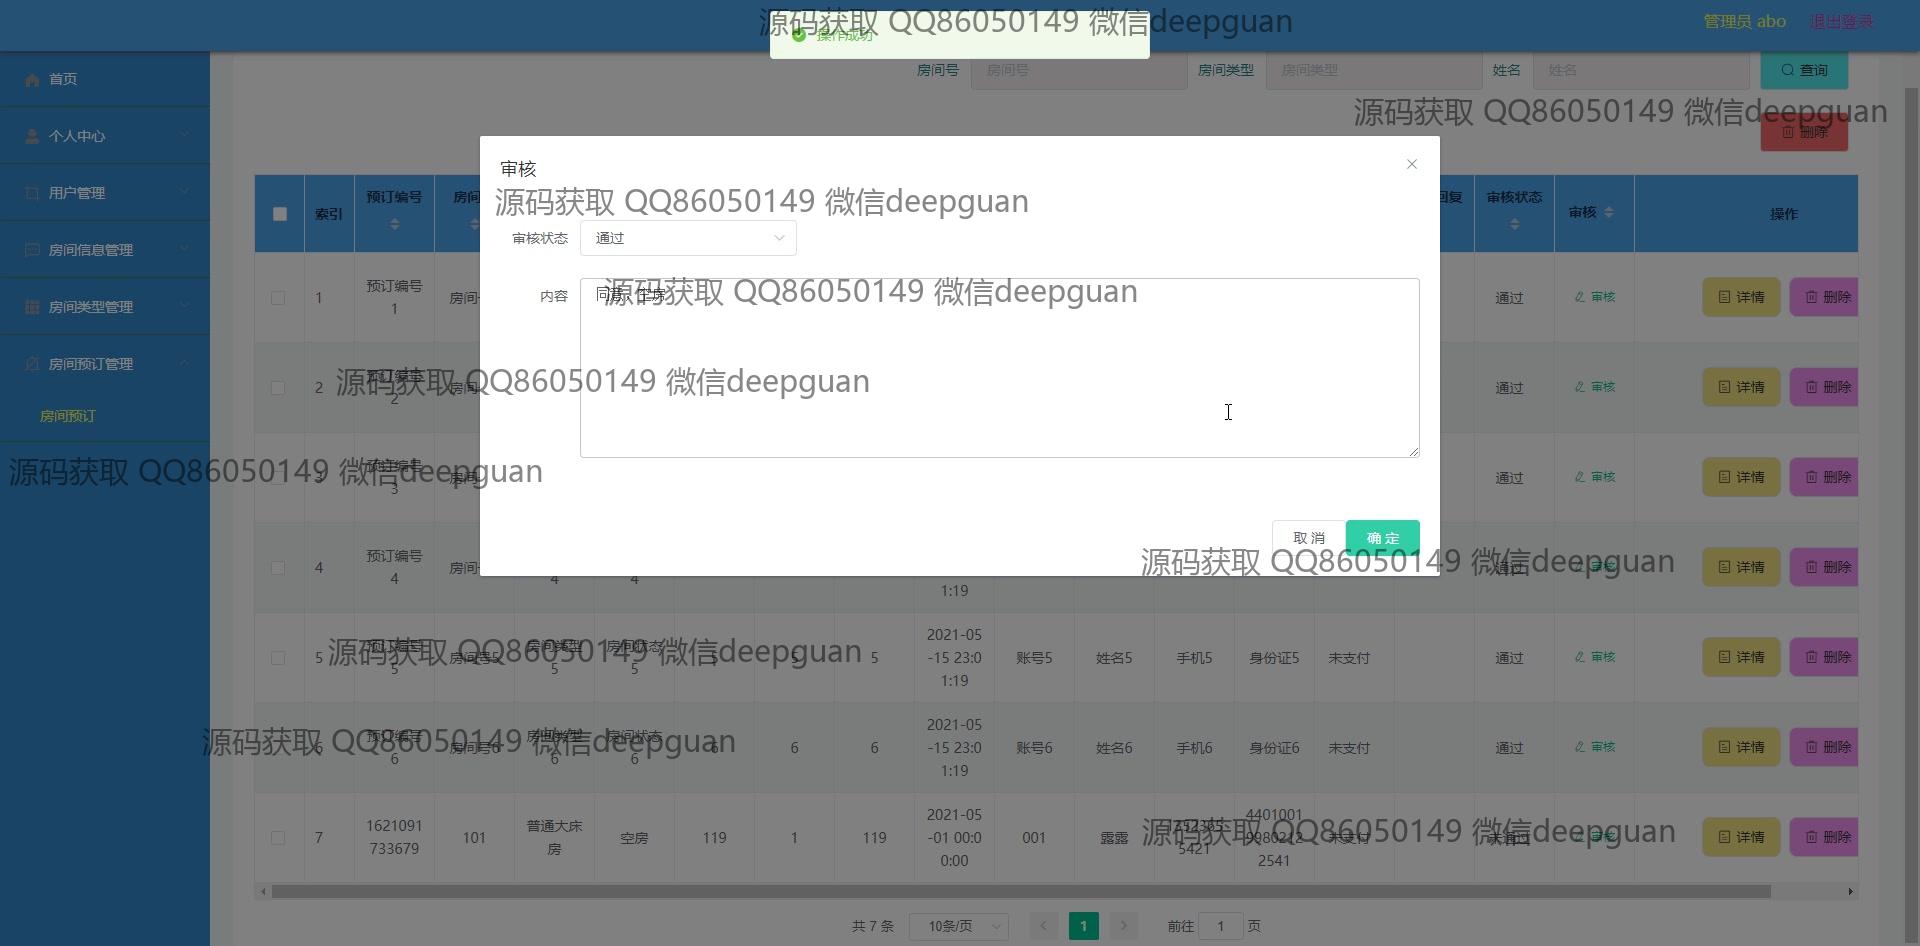 源码获取 QQ86050149 微信deepguan
操作成功
管理员 abo
退出登录
首页
个人中心
用户管理
房间信息管理
房间类型管理
房间预订管理
房间预订
房间号
房间号
房间类型
房间类型
姓名
姓名
查询
源码获取 QQ86050149 微信deepguan
删除
审核
源码获取 QQ86050149 微信deepguan
审核状态 通过
内容
源码获取 QQ86050149 微信deepguan
源码获取 QQ86050149 微信deepguan
取消
确定
源码获取 QQ86050149 微信deepguan
索引
预订编号
房间
回复
审核状态
审核
操作
1
预订编号
1
房间
通过
审核
详情
删除
2
预订编号
2
房间
通过
审核
详情
删除
源码获取 QQ86050149 微信deepguan
3
预订编号
3
房间
通过
审核
详情
删除
4
预订编号
4
房间
4
4
1:19
通过
审核
详情
删除
源码获取 QQ86050149 微信deepguan
5
预订编号
5
房间号5
房间类型
5
房间状态
5
5
5
5
2021-05
-15 23:0
1:19
账号5
姓名5
手机5
身份证5
未支付
通过
审核
详情
删除
源码获取 QQ86050149 微信deepguan
6
预订编号
6
房间号6
房间类型
6
房间状态
6
6
6
6
2021-05
-15 23:0
1:19
账号6
姓名6
手机6
身份证6
未支付
通过
审核
详情
删除
7
1621091
733679
101
普通大床
房
空房
119
1
119
2021-05
-01 00:0
0:00
001
露露
5421
4401001
9980212
2541
未支付
未通过
审核
详情
删除
源码获取 QQ86050149 微信deepguan
共 7 条
10条/页
1
前往 1 页